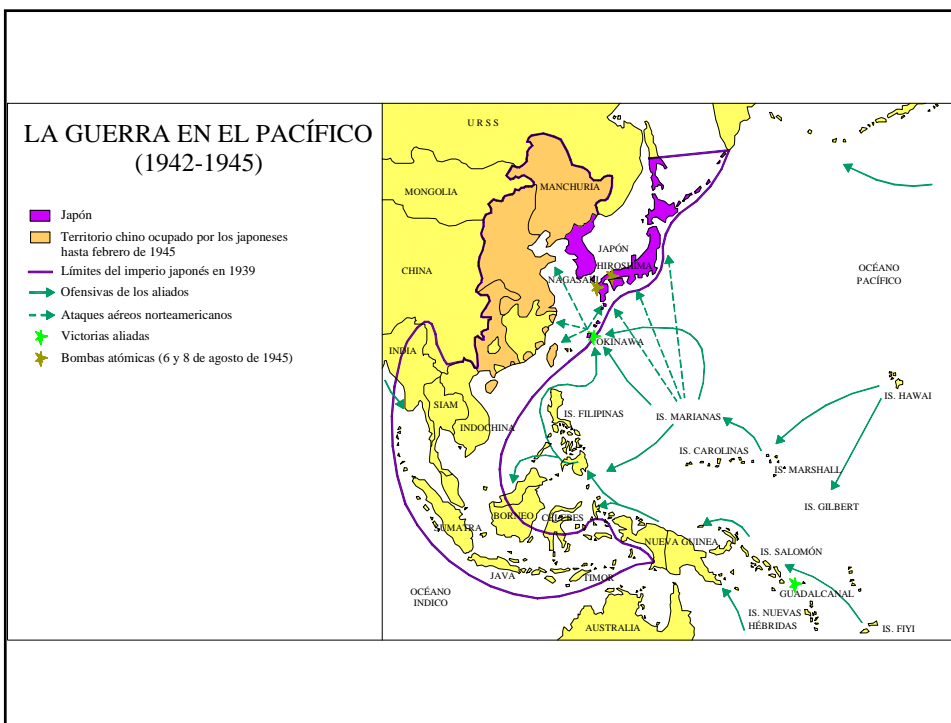 LA GUERRA EN EL PACÍFICO
(1942-1945)
Japón
Territorio chino ocupado por los japoneses
hasta febrero de 1945
Límites del imperio japonés en 1939
Ofensivas de los aliados
Ataques aéreos norteamericanos
Victorias aliadas
Bombas atómicas (6 y 8 de agosto de 1945)
U R S S
MONGOLIA
MANCHURIA
CHINA
JAPÓN
HIROSHIMA
NAGASAKI
OCÉANO
PACÍFICO
INDIA
OKINAWA
SIAM
INDOCHINA
IS. FILIPINAS
IS. MARIANAS
IS. HAWAI
IS. CAROLINAS
IS. MARSHALL
IS. GILBERT
BORNEO
CÉLEBES
SUMATRA
NUEVA GUINEA
IS. SALOMÓN
JAVA
TIMOR
GUADALCANAL
OCÉANO
INDICO
IS. NUEVAS
HÉBRIDAS
AUSTRALIA
IS. FIYI